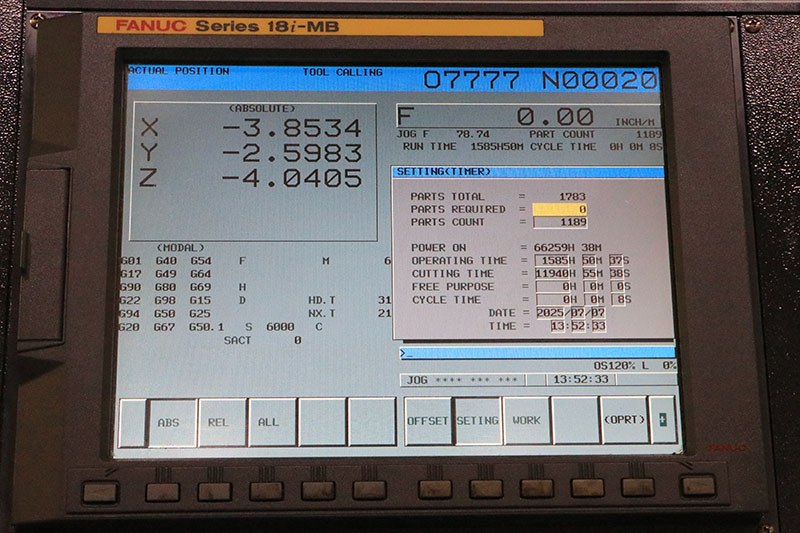 FANUC Series 18i-MB
ACTUAL POSITION TOOL CALLING O7777 N00020
(ABSOLUTE)
X -3.8534
Y -2.5983
Z -4.0405
F 0.00 INCH/M
JOG F 78.74 PART COUNT 1189
RUN TIME 1585H50M CYCLE TIME 0H 0M 8S
SETTING(TIMER)
PARTS TOTAL = 1783
PARTS REQUIRED = 0
PARTS COUNT = 1189
POWER ON = 66259H 38M
OPERATING TIME = 1585H 50M 37S
CUTTING TIME = 11940H 55M 38S
FREE PURPOSE = 0H 0M 0S
CYCLE TIME = 0H 0M 8S
DATE = 2025/07/07
TIME = 13:52:33
(MODAL)
G01 G40 G54 F M 6
G17 G49 G64
G90 G80 G69 H
G22 G98 G15 D HD.T 31
G94 G50 G25 NX.T 21
G20 G67 G50.1 S 6000 C
SACT 0
>_
OS120% L 0%
JOG **** *** *** 13:52:33
ABS REL ALL OFFSET SETING WORK (OPRT) +
FANUC